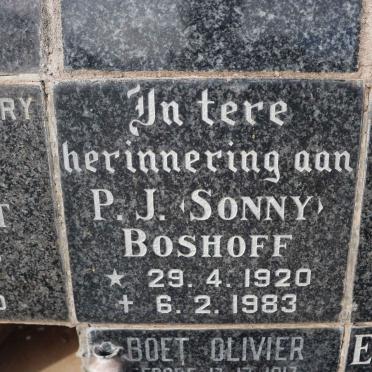 In tere
herinnering aan
P. J. (SONNY)
BOSHOFF
★ 29. 4. 1920
✝ 6. 2. 1983
BOET OLIVIER